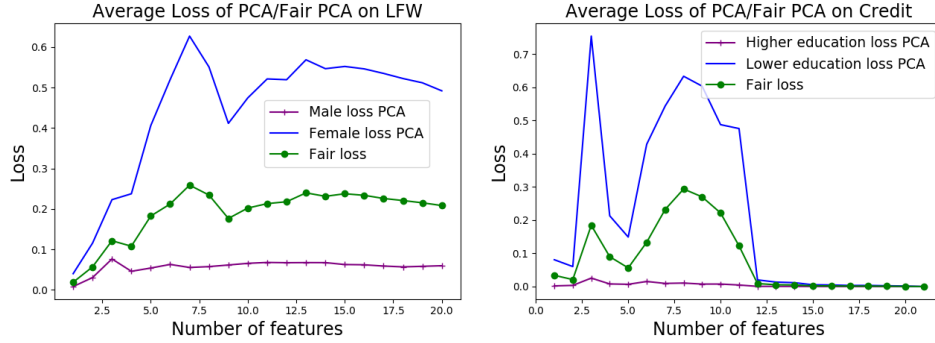 Average Loss of PCA/Fair PCA on LFW
0.6
0.5
0.4
0.3
0.2
0.1
0.0
Loss
Male loss PCA
Female loss PCA
Fair loss
2.5 5.0 7.5 10.0 12.5 15.0 17.5 20.0
Number of features
Average Loss of PCA/Fair PCA on Credit
0.7
0.6
0.5
0.4
0.3
0.2
0.1
0.0
Loss
Higher education loss PCA
Lower education loss PCA
Fair loss
0.0 2.5 5.0 7.5 10.0 12.5 15.0 17.5 20.0
Number of features